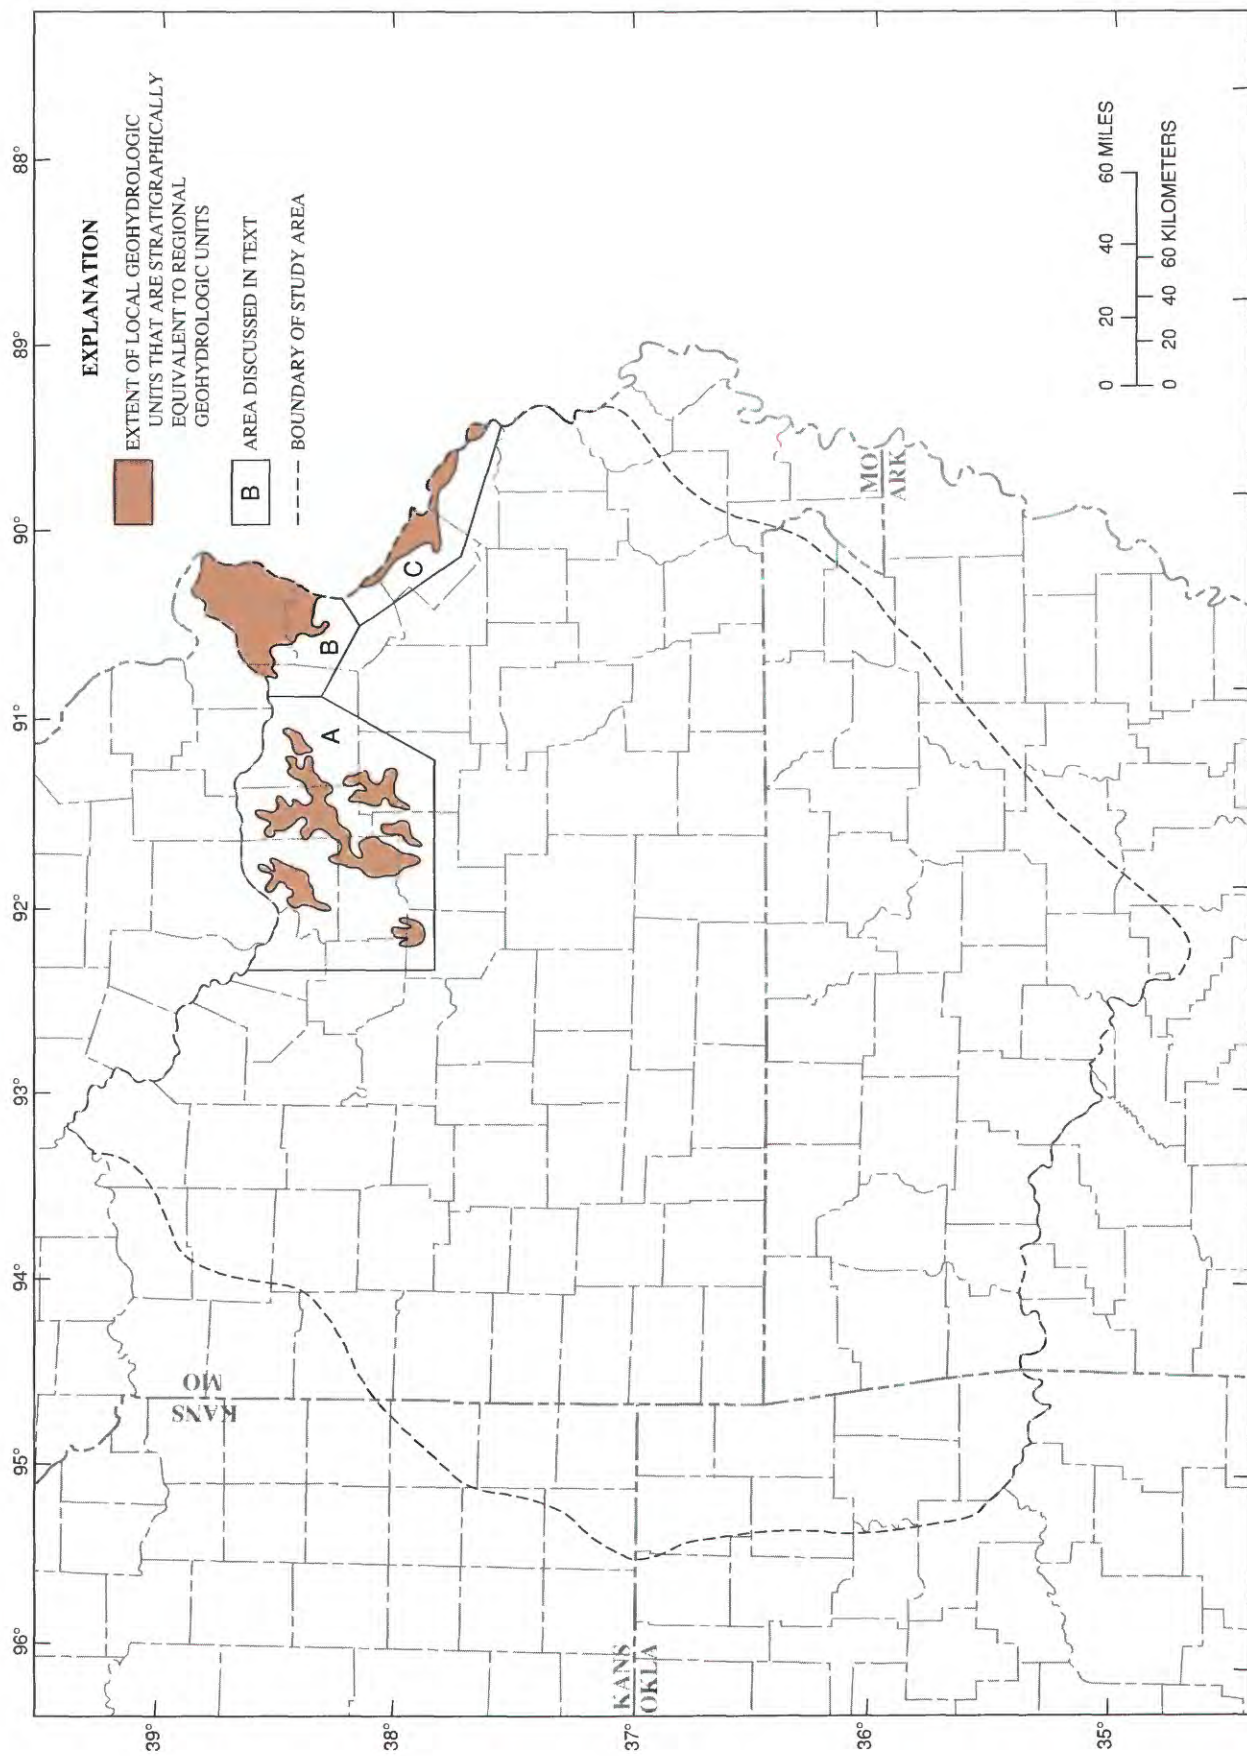 96°
95°
94°
93°
92°
91°
90°
89°
88°
39°
38°
37°
36°
35°
EXPLANATION
EXTENT OF LOCAL GEOHYDROLOGIC
UNITS THAT ARE STRATIGRAPHICALLY
EQUIVALENT TO REGIONAL
GEOHYDROLOGIC UNITS
B
AREA DISCUSSED IN TEXT
BOUNDARY OF STUDY AREA
A
B
C
KANS
MO
KANS
OKLA
MO
ARK
0 20 40 60 MILES
0 20 40 60 KILOMETERS